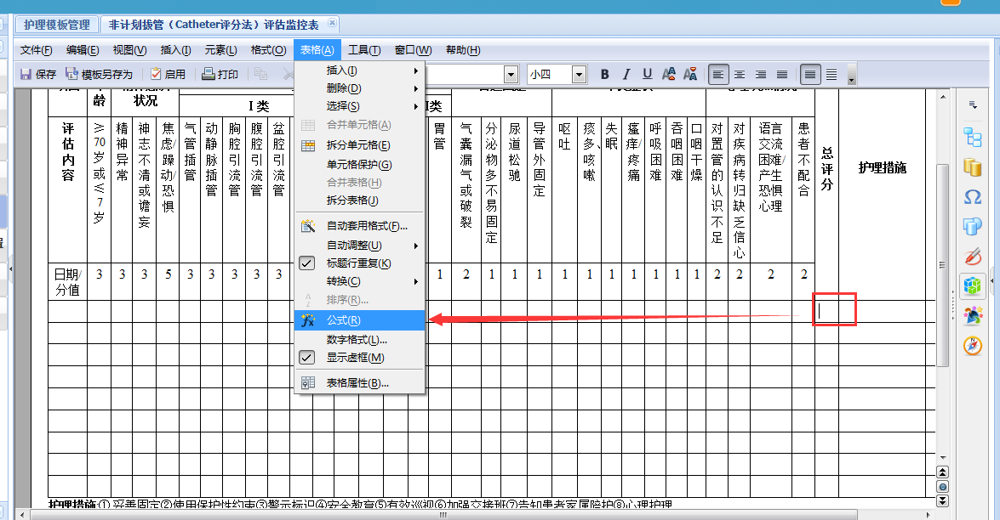 护理模板管理 非计划拔管（Catheter评分法）评估监控表
文件(F) 编辑(E) 视图(V) 插入(I) 元素(L) 格式(O) 表格(A) 工具(T) 窗口(W) 帮助(H)
保存 模板另存为 启用 打印 小四 B I U
插入(I)
删除(D)
选择(S)
合并单元格(A)
拆分单元格(E)
单元格保护(G)
合并表格(H)
拆分表格(J)
自动套用格式(F)...
自动调整(U)
标题行重复(K)
转换(C)
排序(R)...
公式(R)
数字格式(L)...
显示虚框(M)
表格属性(B)...
龄 状况
I 类 I类
评估内容
≥70岁或≤7岁
精神异常
神志不清或谵妄
焦虑/躁动/恐惧
气管插管
动静脉插管
胸腔引流管
腹腔引流管
盆腔引流管
胃管
气囊漏气或破裂
分泌物多不易固定
尿道松驰
导管外固定
呕吐
痰多、咳嗽
失眠
瘙痒/疼痛
呼吸困难
吞咽困难
口咽干燥
对置管的认识不足
对疾病转归缺乏信心
语言交流困难/产生恐惧心理
患者不配合
总评分
护理措施
日期/分值 3 3 3 5 3 3 3 3 3 1 2 1 1 1 1 1 1 1 1 1 1 2 2 2 2
护理措施①妥善固定②使用保护性约束③警示标识④安全教育⑤有效巡视⑥加强交接班⑦告知患者家属陪护⑧心理护理